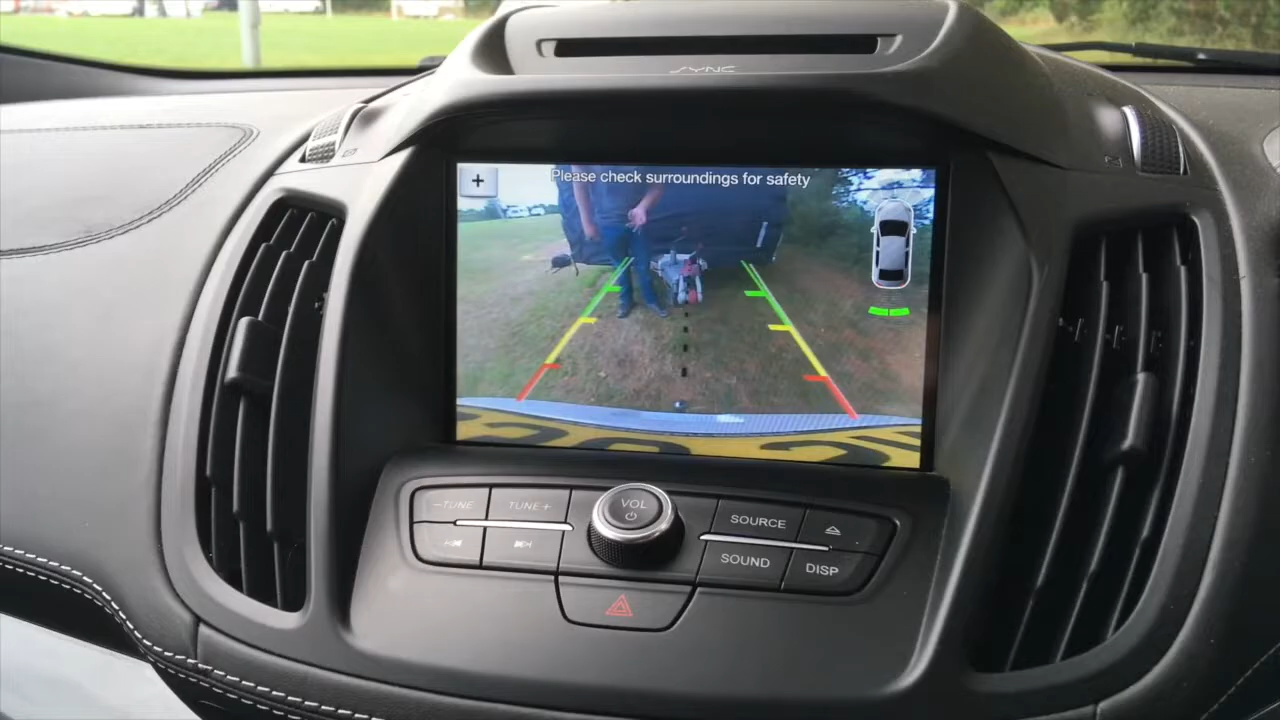 SYNC
+
Please check surroundings for safety
-TUNE
TUNE+
VOL
SOURCE
SOUND
DISP